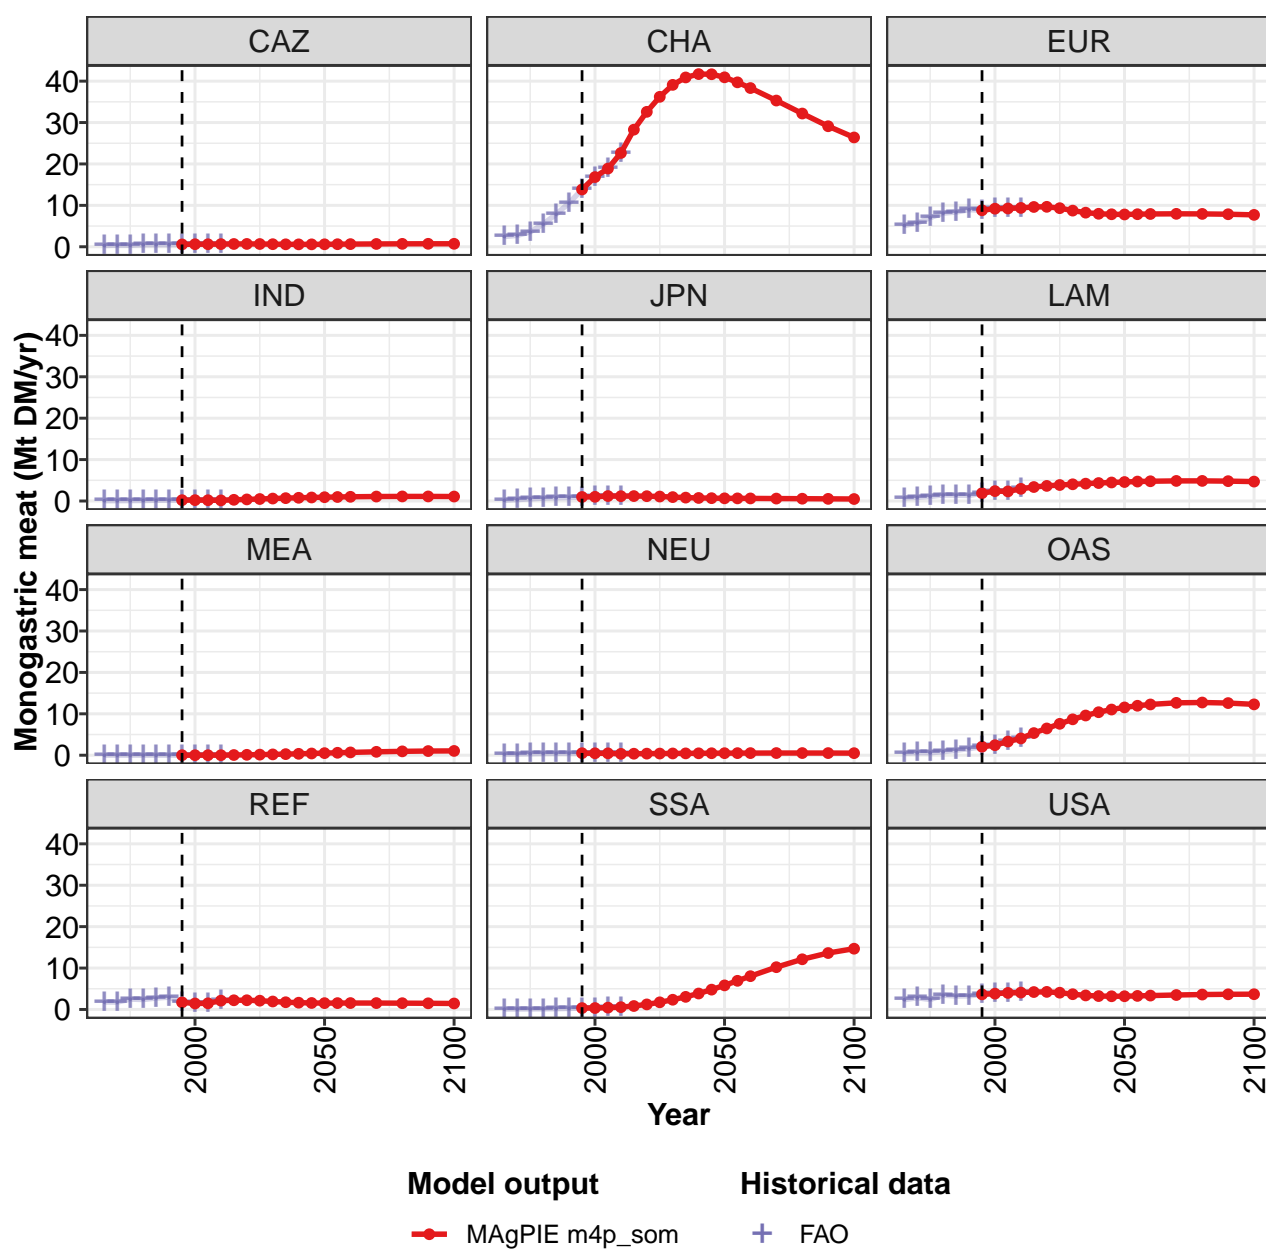 CAZ CHA EUR
40
30
20
10
0
IND JPN LAM
40
30
20
10
0
MEA NEU OAS
40
30
20
10
0
REF SSA USA
40
30
20
10
0
Monogastric meat (Mt DM/yr)
2000 2050 2100 2000 2050 2100 2000 2050 2100
Year
Model output Historical data
MAgPIE m4p_som FAO